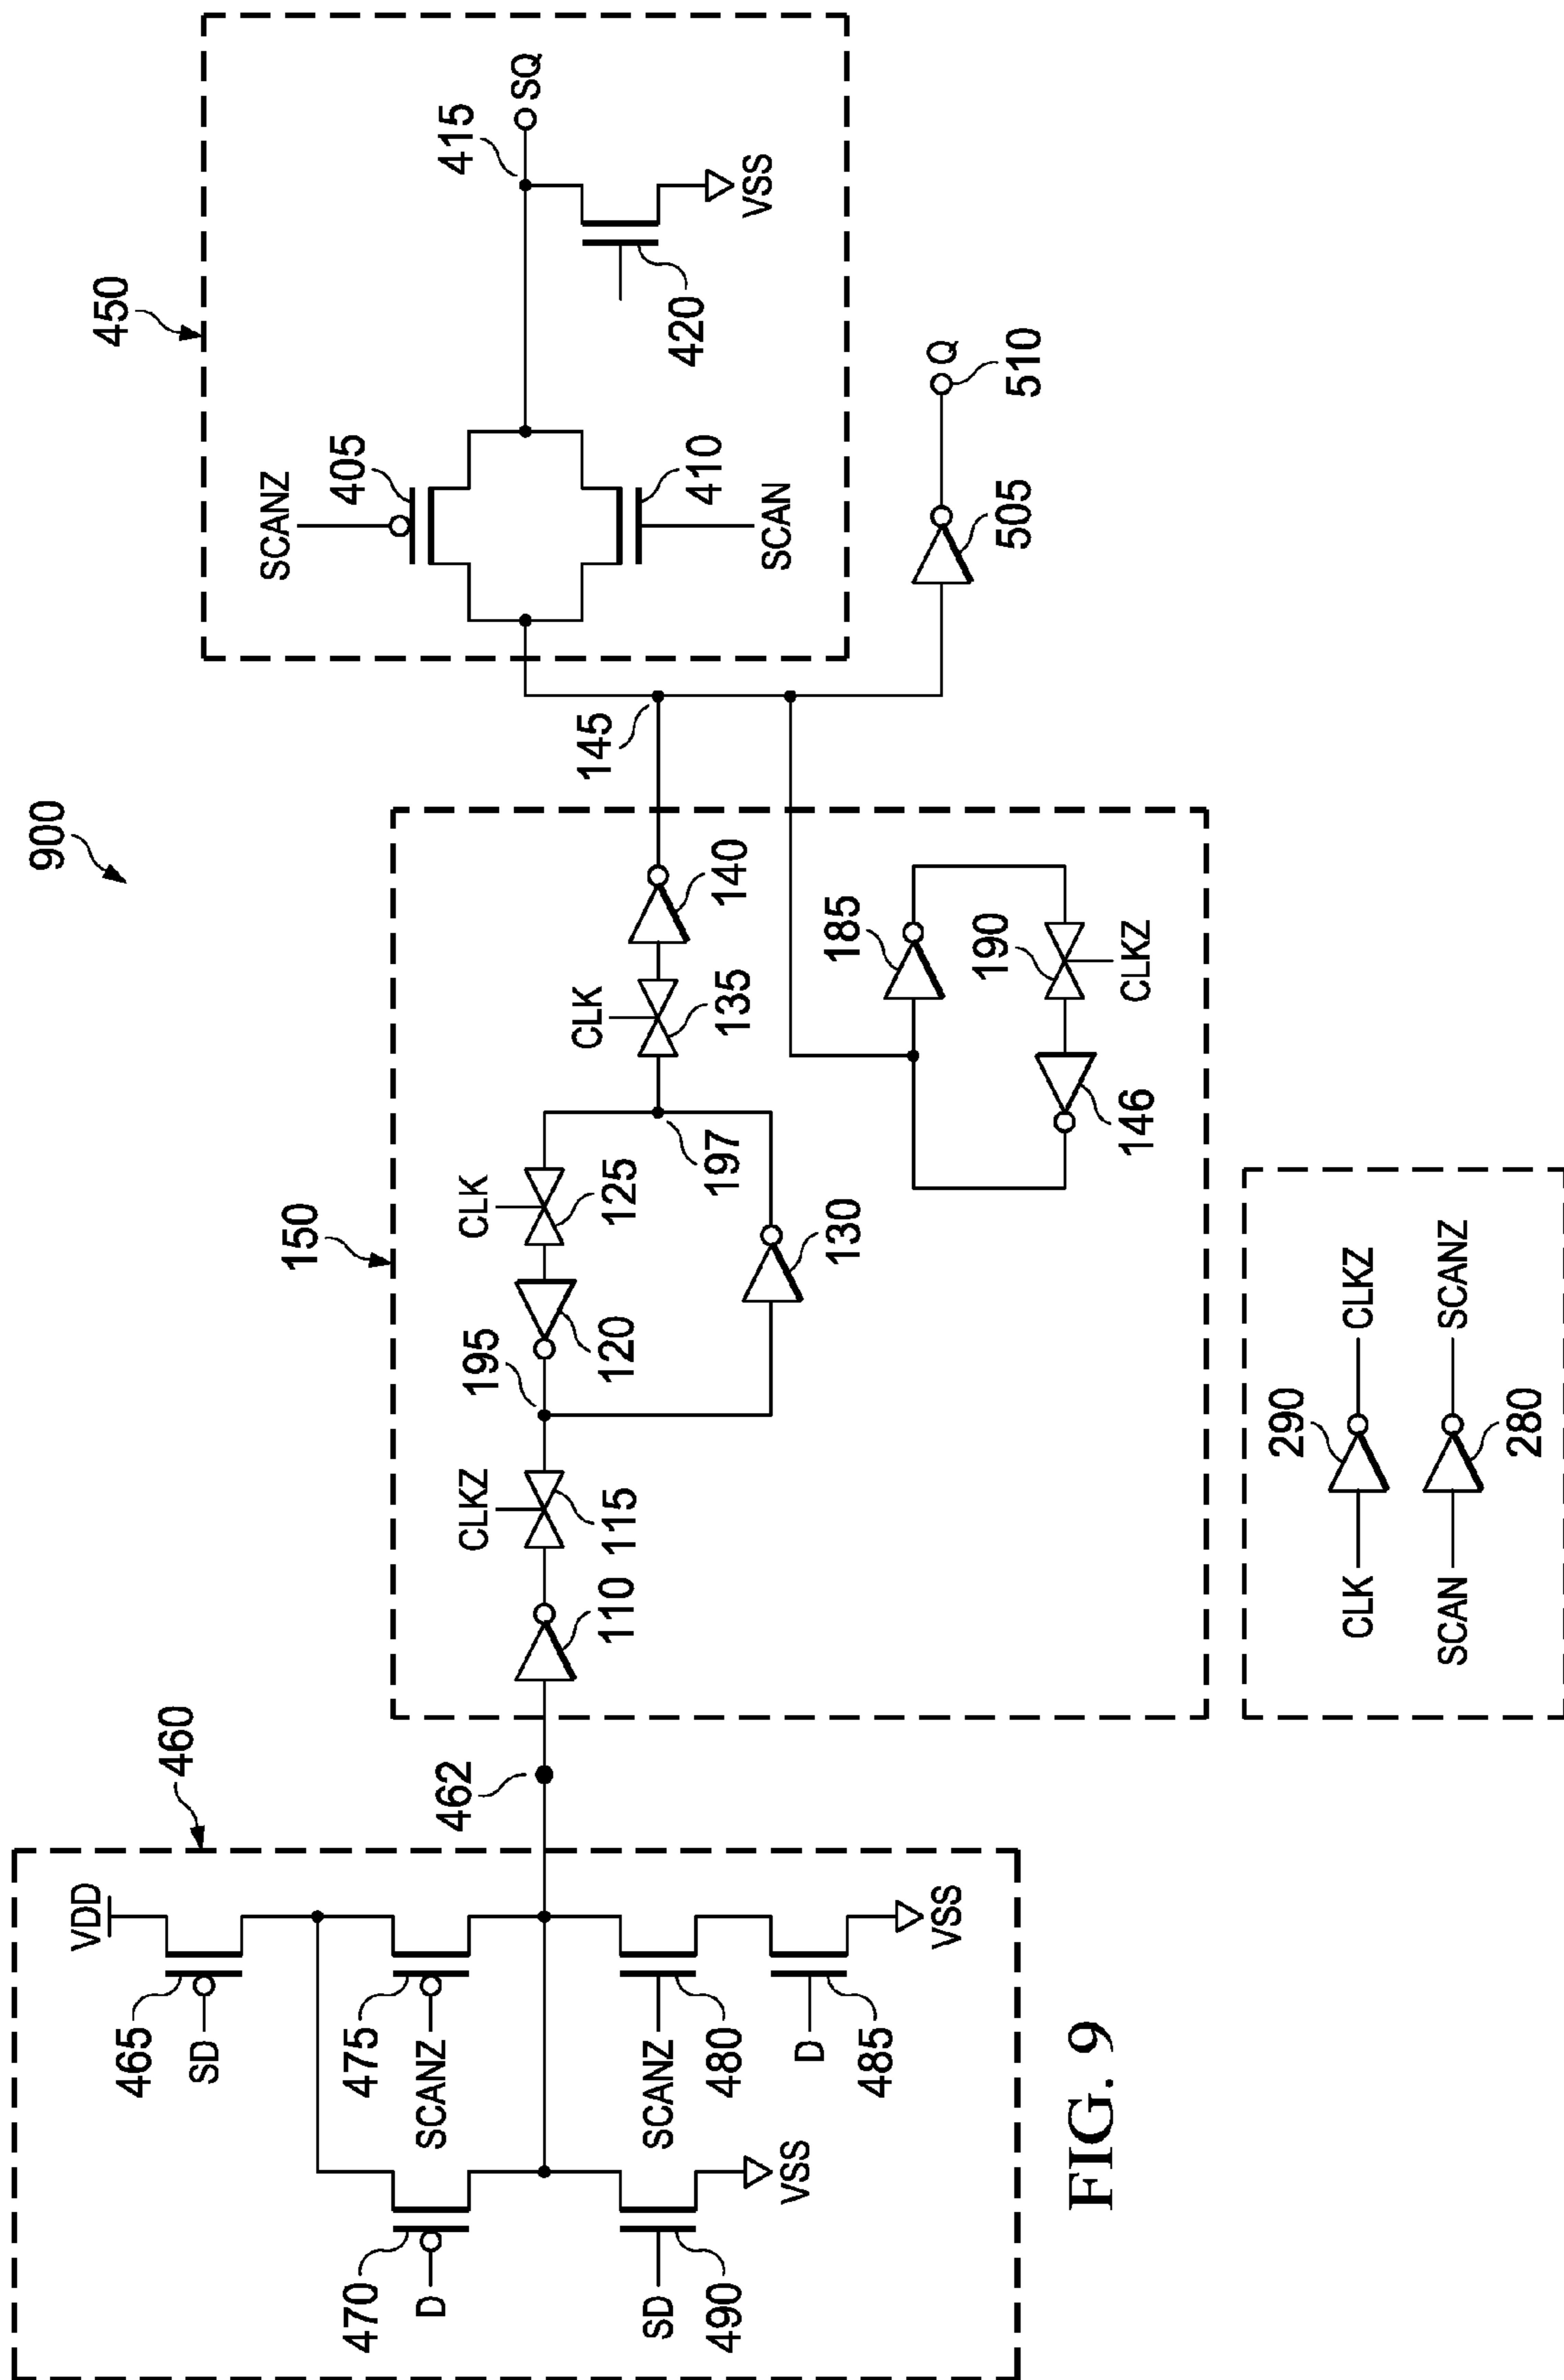 900
460
VDD
465
SD
470
D
475
SCANZ
SCANZ
480
D
485
VSS
SD
490
VSS
462
150
110
CLKZ
115
195
120
CLK
125
130
197
CLK
135
140
145
185
190
CLKZ
146
450
SCANZ
405
410
SCAN
415
SQ
420
VSS
505
Q
510
CLK
290
CLKZ
SCAN
280
SCANZ
FIG. 9